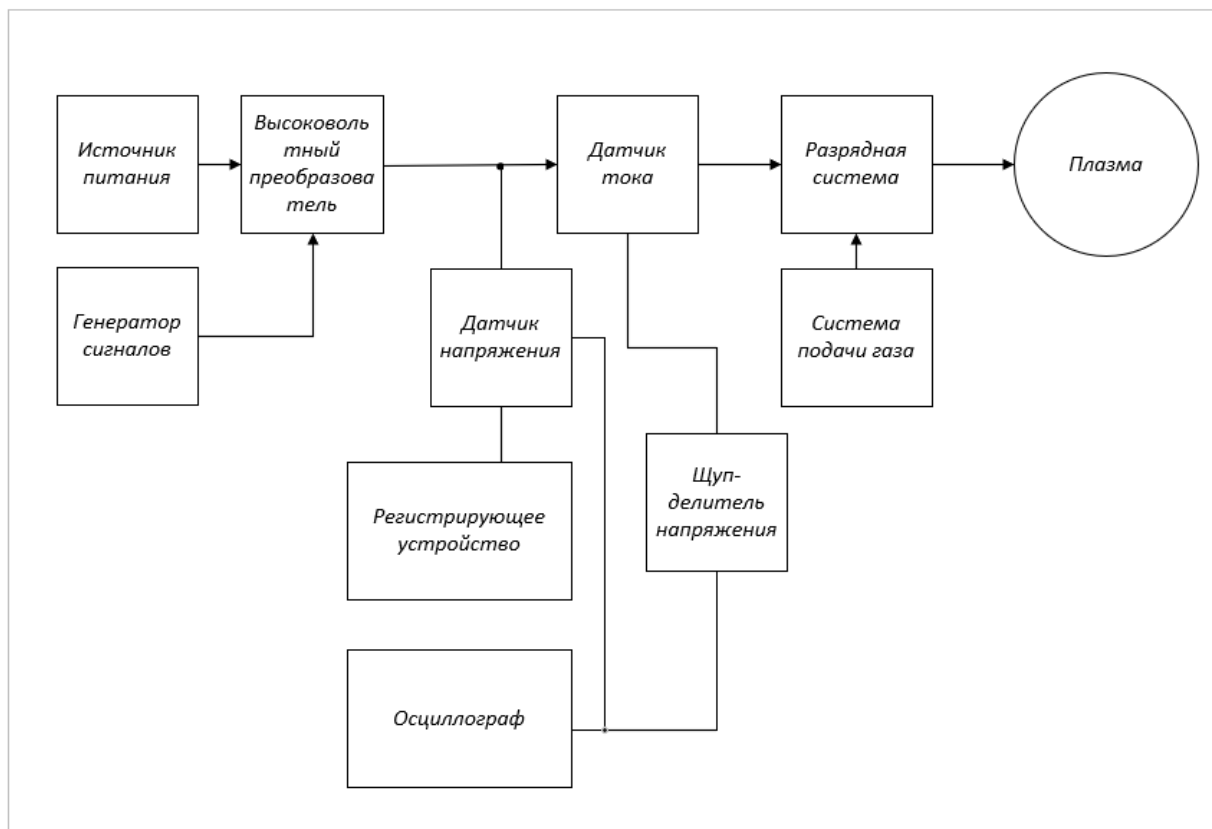 Источник
питания
Высоковоль
тный
преобразова
тель
Датчик
тока
Разрядная
система
Плазма
Генератор
сигналов
Датчик
напряжения
Система
подачи газа
Регистрирующее
устройство
Щуп-
делитель
напряжения
Осциллограф